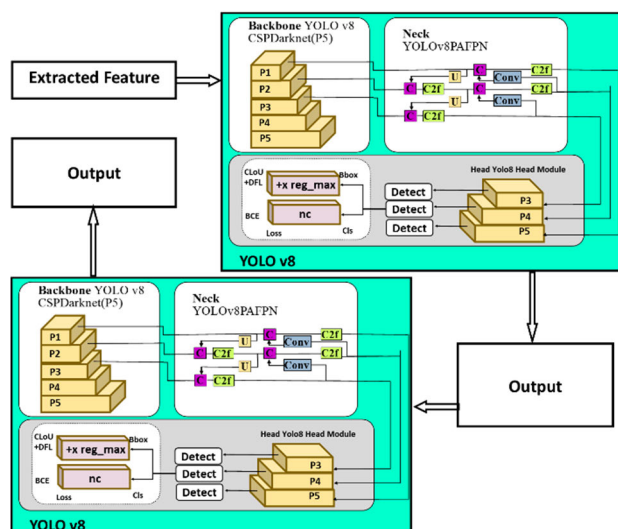 Extracted Feature
Backbone YOLO v8
CSPDarknet(P5)
P1
P2
P3
P4
P5
Neck
YOLOv8PAFPN
C
C2f
U
Conv
C
C2f
C
C2f
U
Conv
C
C2f
Head Yolo8 Head Module
CLoU
+DFL
Bbox
+x reg_max
BCE
nc
Loss
Cls
Detect
Detect
Detect
P3
P4
P5
YOLO v8
Output
Output
Backbone YOLO v8
CSPDarknet(P5)
P1
P2
P3
P4
P5
Neck
YOLOv8PAFPN
C
C2f
U
Conv
C
C2f
C
C2f
U
Conv
C
C2f
Head Yolo8 Head Module
CLoU
+DFL
Bbox
+x reg_max
BCE
nc
Loss
Cls
Detect
Detect
Detect
P3
P4
P5
YOLO v8